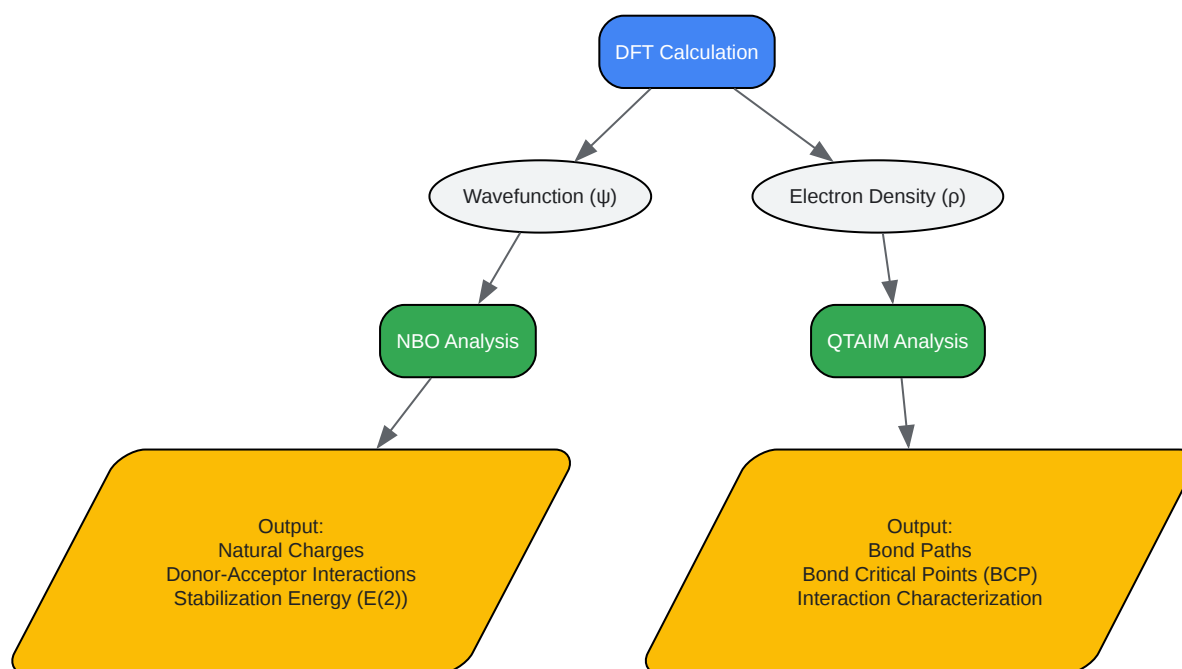 DFT Calculation
Wavefunction (ψ)
Electron Density (ρ)
NBO Analysis
QTAIM Analysis
Output:
Natural Charges
Donor-Acceptor Interactions
Stabilization Energy (E(2))
Output:
Bond Paths
Bond Critical Points (BCP)
Interaction Characterization